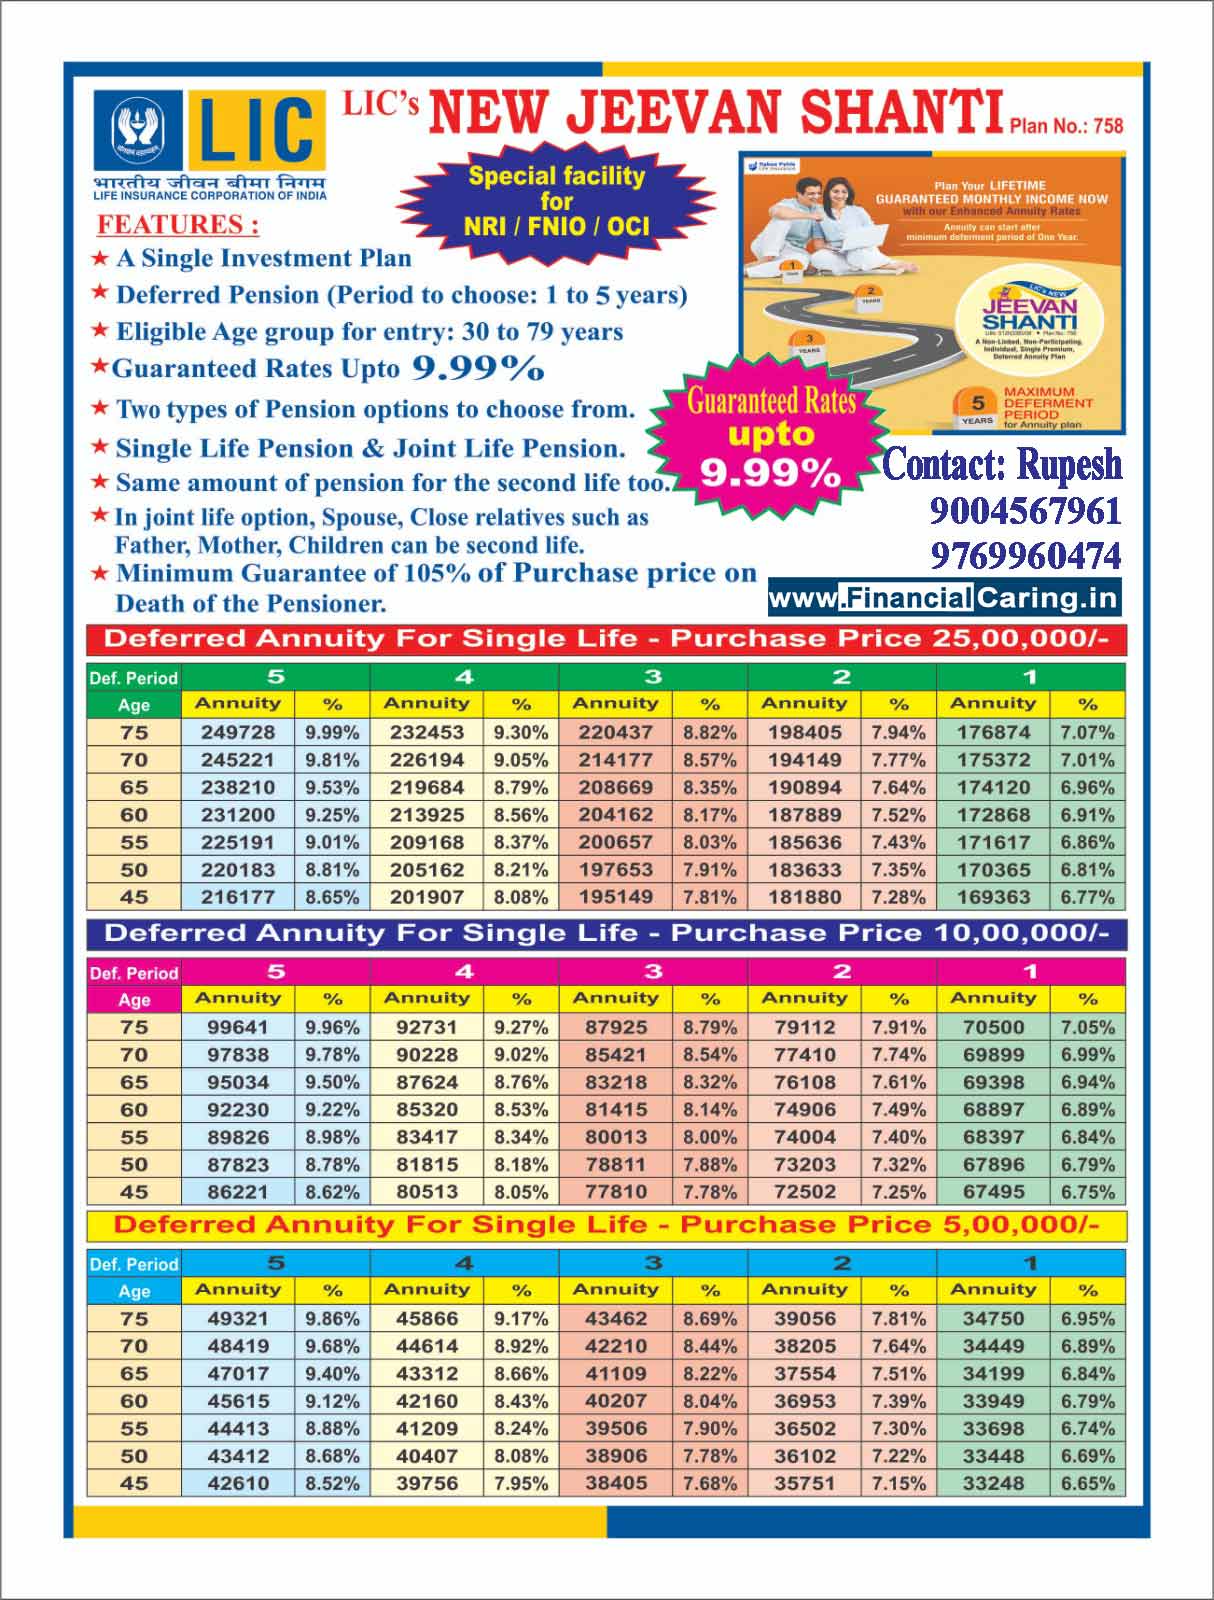 LIC
भारतीय जीवन बीमा निगम
LIFE INSURANCE CORPORATION OF INDIA
LIC's NEW JEEVAN SHANTI Plan No.: 758
Special facility
for
NRI / FNIO / OCI
FEATURES :
★ A Single Investment Plan
★ Deferred Pension (Period to choose: 1 to 5 years)
★ Eligible Age group for entry: 30 to 79 years
★ Guaranteed Rates Upto 9.99%
★ Two types of Pension options to choose from.
★ Single Life Pension & Joint Life Pension.
★ Same amount of pension for the second life too.
★ In joint life option, Spouse, Close relatives such as
Father, Mother, Children can be second life.
★ Minimum Guarantee of 105% of Purchase price on
Death of the Pensioner.
Plan Your LIFETIME
GUARANTEED MONTHLY INCOME NOW
with our Enhanced Annuity Rates
Annuity can start after
minimum deferment period of One Year.
1
YEAR
2
YEARS
3
YEARS
LIC's NEW
JEEVAN
SHANTI
A Non-Linked, Non-Participating,
Individual, Single Premium,
Deferred Annuity Plan
5
YEARS
MAXIMUM
DEFERMENT
PERIOD
for Annuity plan
Guaranteed Rates
upto
9.99%
Contact: Rupesh
9004567961
9769960474
www.FinancialCaring.in
Deferred Annuity For Single Life - Purchase Price 25,00,000/-
Def. Period 5 4 3 2 1
Age Annuity % Annuity % Annuity % Annuity % Annuity %
75 249728 9.99% 232453 9.30% 220437 8.82% 198405 7.94% 176874 7.07%
70 245221 9.81% 226194 9.05% 214177 8.57% 194149 7.77% 175372 7.01%
65 238210 9.53% 219684 8.79% 208669 8.35% 190894 7.64% 174120 6.96%
60 231200 9.25% 213925 8.56% 204162 8.17% 187889 7.52% 172868 6.91%
55 225191 9.01% 209168 8.37% 200657 8.03% 185636 7.43% 171617 6.86%
50 220183 8.81% 205162 8.21% 197653 7.91% 183633 7.35% 170365 6.81%
45 216177 8.65% 201907 8.08% 195149 7.81% 181880 7.28% 169363 6.77%
Deferred Annuity For Single Life - Purchase Price 10,00,000/-
Def. Period 5 4 3 2 1
Age Annuity % Annuity % Annuity % Annuity % Annuity %
75 99641 9.96% 92731 9.27% 87925 8.79% 79112 7.91% 70500 7.05%
70 97838 9.78% 90228 9.02% 85421 8.54% 77410 7.74% 69899 6.99%
65 95034 9.50% 87624 8.76% 83218 8.32% 76108 7.61% 69398 6.94%
60 92230 9.22% 85320 8.53% 81415 8.14% 74906 7.49% 68897 6.89%
55 89826 8.98% 83417 8.34% 80013 8.00% 74004 7.40% 68397 6.84%
50 87823 8.78% 81815 8.18% 78811 7.88% 73203 7.32% 67896 6.79%
45 86221 8.62% 80513 8.05% 77810 7.78% 72502 7.25% 67495 6.75%
Deferred Annuity For Single Life - Purchase Price 5,00,000/-
Def. Period 5 4 3 2 1
Age Annuity % Annuity % Annuity % Annuity % Annuity %
75 49321 9.86% 45866 9.17% 43462 8.69% 39056 7.81% 34750 6.95%
70 48419 9.68% 44614 8.92% 42210 8.44% 38205 7.64% 34449 6.89%
65 47017 9.40% 43312 8.66% 41109 8.22% 37554 7.51% 34199 6.84%
60 45615 9.12% 42160 8.43% 40207 8.04% 36953 7.39% 33949 6.79%
55 44413 8.88% 41209 8.24% 39506 7.90% 36502 7.30% 33698 6.74%
50 43412 8.68% 40407 8.08% 38906 7.78% 36102 7.22% 33448 6.69%
45 42610 8.52% 39756 7.95% 38405 7.68% 35751 7.15% 33248 6.65%